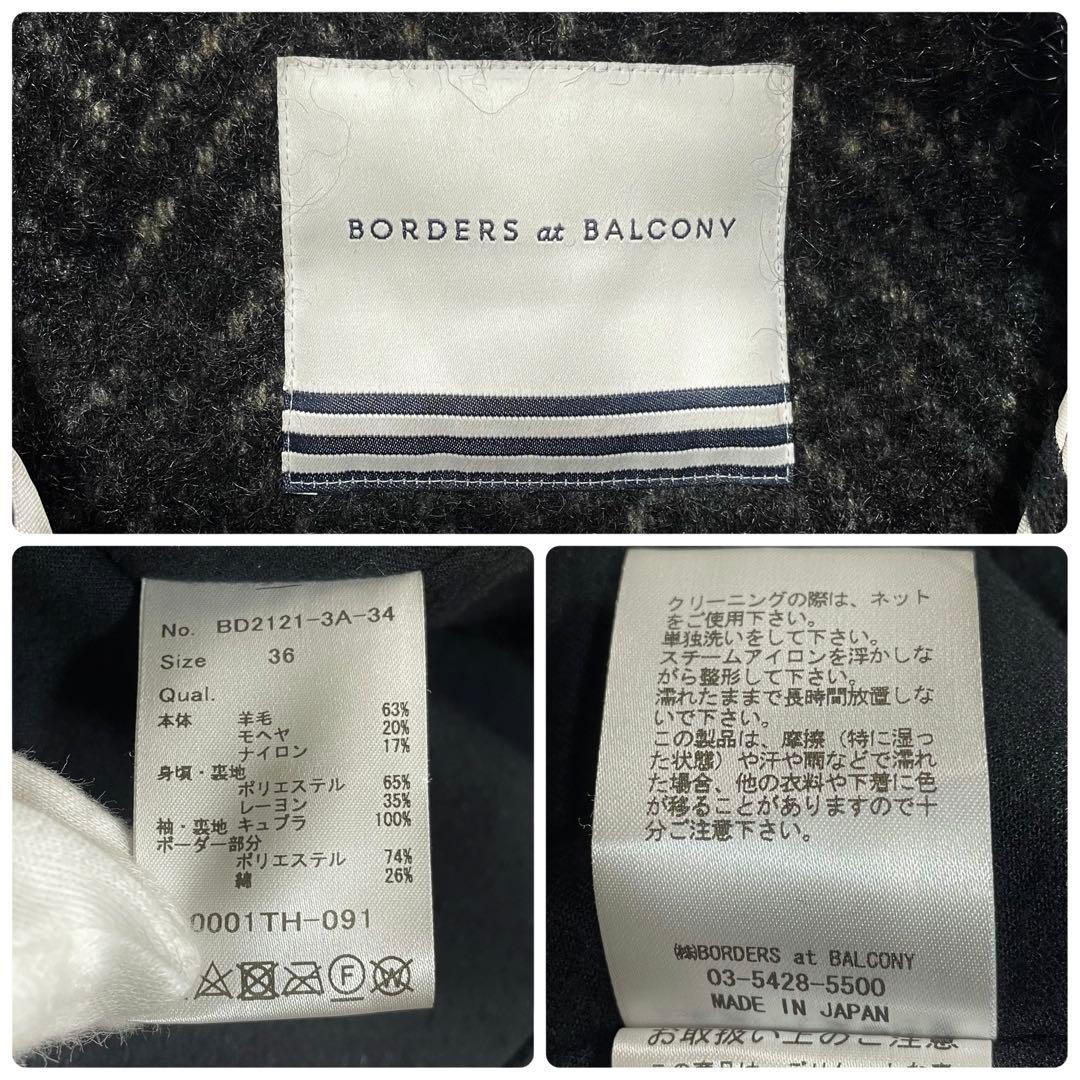 BORDERS at BALCONY
No. BD2121-3A-34
Size 36
Qual.
本体 羊毛 63%
モヘヤ 20%
ナイロン 17%
身頃・裏地
ポリエステル 65%
レーヨン 35%
袖・裏地 キュプラ 100%
ボーダー部分
ポリエステル 74%
綿 26%
0001TH-091
F
W
クリーニングの際は、ネット
をご使用下さい。
単独洗いをして下さい。
スチームアイロンを浮かしな
がら整形して下さい。
濡れたままで長時間放置しな
いで下さい。
この製品は、摩擦（特に湿っ
た状態）や汗や雨などで濡れ
た場合、他の衣料や下着に色
が移ることがありますので十
分ご注意下さい。
㈱BORDERS at BALCONY
03-5428-5500
MADE IN JAPAN
お取扱い上のご注意